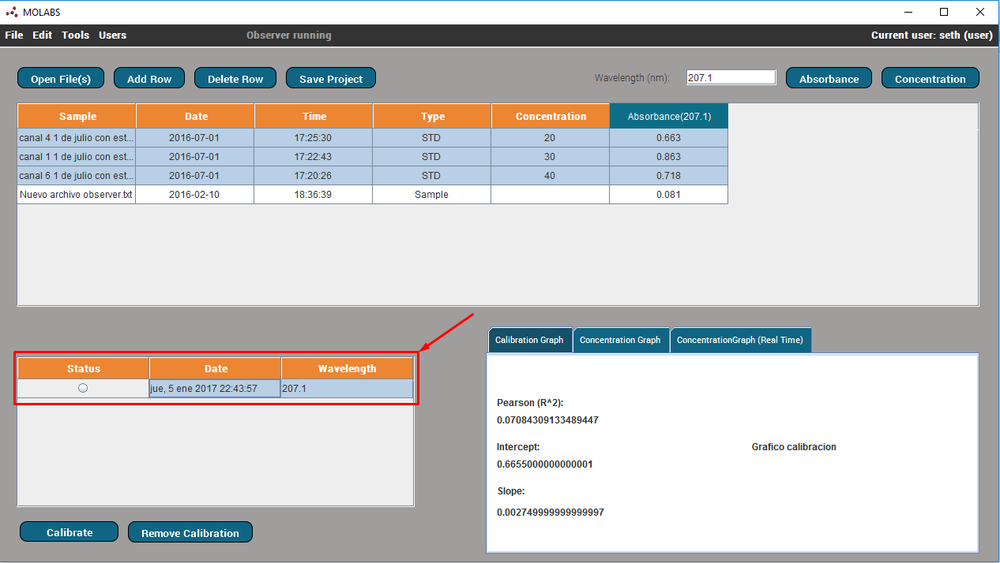 MOLABS
File Edit Tools Users Observer running Current user: seth (user)
Open File(s) Add Row Delete Row Save Project Wavelength (nm): 207.1 Absorbance Concentration
Sample Date Time Type Concentration Absorbance(207.1)
canal 4 1 de julio con est... 2016-07-01 17:25:30 STD 20 0.663
canal 1 1 de julio con est... 2016-07-01 17:22:43 STD 30 0.863
canal 6 1 de julio con est... 2016-07-01 17:20:26 STD 40 0.718
Nuevo archivo observer.txt 2016-02-10 18:36:39 Sample 0.081
Status Date Wavelength
jue, 5 ene 2017 22:43:57 207.1
Calibrate Remove Calibration
Calibration Graph Concentration Graph ConcentrationGraph (Real Time)
Pearson (R^2):
0.07084309133489447
Intercept:
0.6655000000000001
Slope:
0.002749999999999997
Grafico calibracion